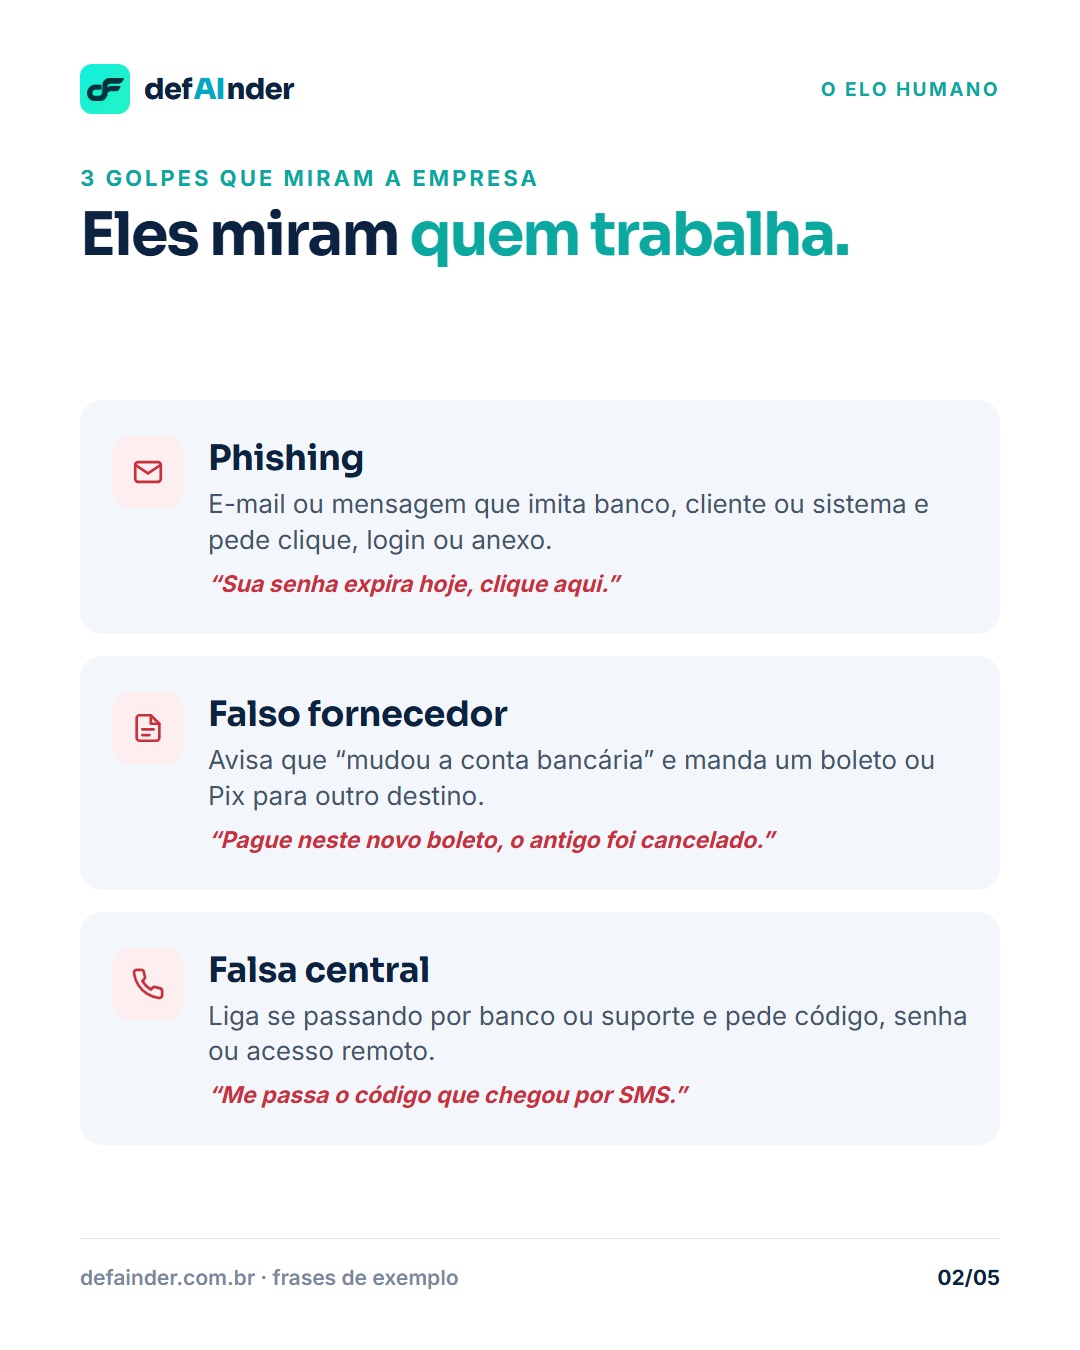 defAInder
O ELO HUMANO
3 GOLPES QUE MIRAM A EMPRESA
Eles miram quem trabalha.
Phishing
E-mail ou mensagem que imita banco, cliente ou sistema e
pede clique, login ou anexo.
“Sua senha expira hoje, clique aqui.”
Falso fornecedor
Avisa que “mudou a conta bancária” e manda um boleto ou
Pix para outro destino.
“Pague neste novo boleto, o antigo foi cancelado.”
Falsa central
Liga se passando por banco ou suporte e pede código, senha
ou acesso remoto.
“Me passa o código que chegou por SMS.”
defainder.com.br · frases de exemplo
02/05